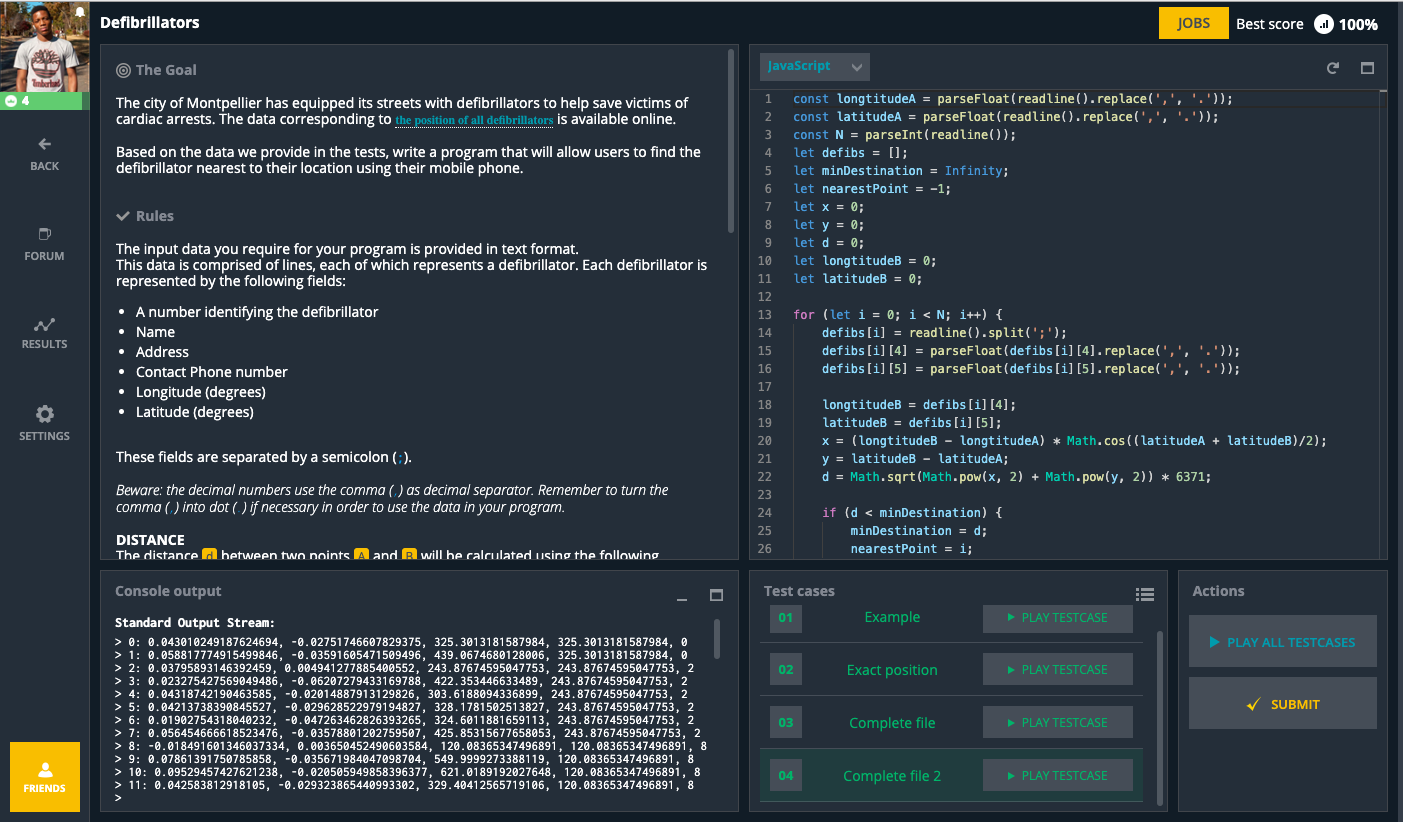 Defibrillators
JOBS
Best score 100%
Timberland
4
BACK
FORUM
RESULTS
SETTINGS
FRIENDS
The Goal
The city of Montpellier has equipped its streets with defibrillators to help save victims of
cardiac arrests. The data corresponding to the position of all defibrillators is available online.
Based on the data we provide in the tests, write a program that will allow users to find the
defibrillator nearest to their location using their mobile phone.
Rules
The input data you require for your program is provided in text format.
This data is comprised of lines, each of which represents a defibrillator. Each defibrillator is
represented by the following fields:
• A number identifying the defibrillator
• Name
• Address
• Contact Phone number
• Longitude (degrees)
• Latitude (degrees)
These fields are separated by a semicolon (;).
Beware: the decimal numbers use the comma (,) as decimal separator. Remember to turn the
comma (,) into dot (.) if necessary in order to use the data in your program.
DISTANCE
The distance d between two points A and B will be calculated using the following
JavaScript
1 const longtitudeA = parseFloat(readline().replace(',', '.'));
2 const latitudeA = parseFloat(readline().replace(',', '.'));
3 const N = parseInt(readline());
4 let defibs = [];
5 let minDestination = Infinity;
6 let nearestPoint = -1;
7 let x = 0;
8 let y = 0;
9 let d = 0;
10 let longtitudeB = 0;
11 let latitudeB = 0;
12
13 for (let i = 0; i < N; i++) {
14 defibs[i] = readline().split(';');
15 defibs[i][4] = parseFloat(defibs[i][4].replace(',', '.'));
16 defibs[i][5] = parseFloat(defibs[i][5].replace(',', '.'));
17
18 longtitudeB = defibs[i][4];
19 latitudeB = defibs[i][5];
20 x = (longtitudeB - longtitudeA) * Math.cos((latitudeA + latitudeB)/2);
21 y = latitudeB - latitudeA;
22 d = Math.sqrt(Math.pow(x, 2) + Math.pow(y, 2)) * 6371;
23
24 if (d < minDestination) {
25 minDestination = d;
26 nearestPoint = i;
Console output
Standard Output Stream:
> 0: 0.043010249187624694, -0.02751746607829375, 325.3013181587984, 325.3013181587984, 0
> 1: 0.058817774915499846, -0.03591605471509496, 439.0674680128006, 325.3013181587984, 0
> 2: 0.03795893146392459, 0.004941277885400552, 243.87674595047753, 243.87674595047753, 2
> 3: 0.023275427569049486, -0.06207279433169788, 422.353446633489, 243.87674595047753, 2
> 4: 0.04318742190463585, -0.02014887913129826, 303.6188094336899, 243.87674595047753, 2
> 5: 0.04213738390845527, -0.029628522979194827, 328.1781502513827, 243.87674595047753, 2
> 6: 0.01902754318040232, -0.047263462826393265, 324.6011881659113, 243.87674595047753, 2
> 7: 0.056454666618523476, -0.03578801202759507, 425.85315677658053, 243.87674595047753, 2
> 8: -0.018491601346037334, 0.003650452490603584, 120.08365347496891, 120.08365347496891, 8
> 9: 0.07861391750785858, -0.035671984047098704, 549.9999273388119, 120.08365347496891, 8
> 10: 0.09529457427621238, -0.020505949858396377, 621.0189192027648, 120.08365347496891, 8
> 11: 0.042583812918105, -0.029323865440993302, 329.40412565719106, 120.08365347496891, 8
>
Test cases
01 Example PLAY TESTCASE
02 Exact position PLAY TESTCASE
03 Complete file PLAY TESTCASE
04 Complete file 2 PLAY TESTCASE
Actions
PLAY ALL TESTCASES
SUBMIT